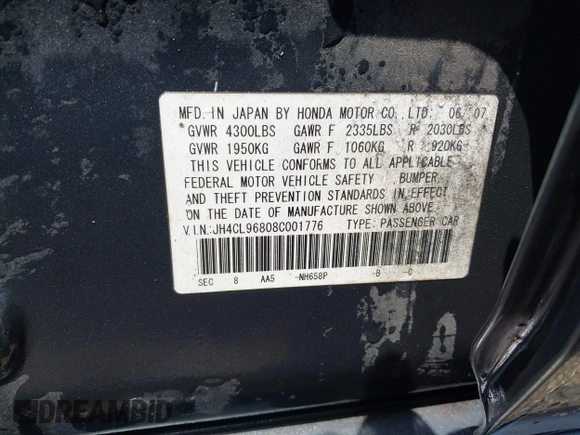 MFD. IN JAPAN BY HONDA MOTOR CO., LTD. 06/07
GVWR 4300LBS GAWR F 2335LBS R 2030LBS
GVWR 1950KG GAWR F 1060KG R 920KG
THIS VEHICLE CONFORMS TO ALL APPLICABLE
FEDERAL MOTOR VEHICLE SAFETY, BUMPER,
AND THEFT PREVENTION STANDARDS IN EFFECT
ON THE DATE OF MANUFACTURE SHOWN ABOVE.
V.I.N:JH4CL96808C001776 TYPE: PASSENGER CAR
SEC 8 AA5 -NH658P -B -C
DREAMBID